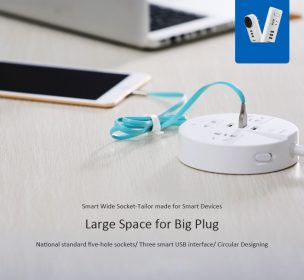 Smart Wide Socket-Tailor made for Smart Devices
Large Space for Big Plug
National standard five-hole sockets/ Three smart USB interface/ Circular Designing